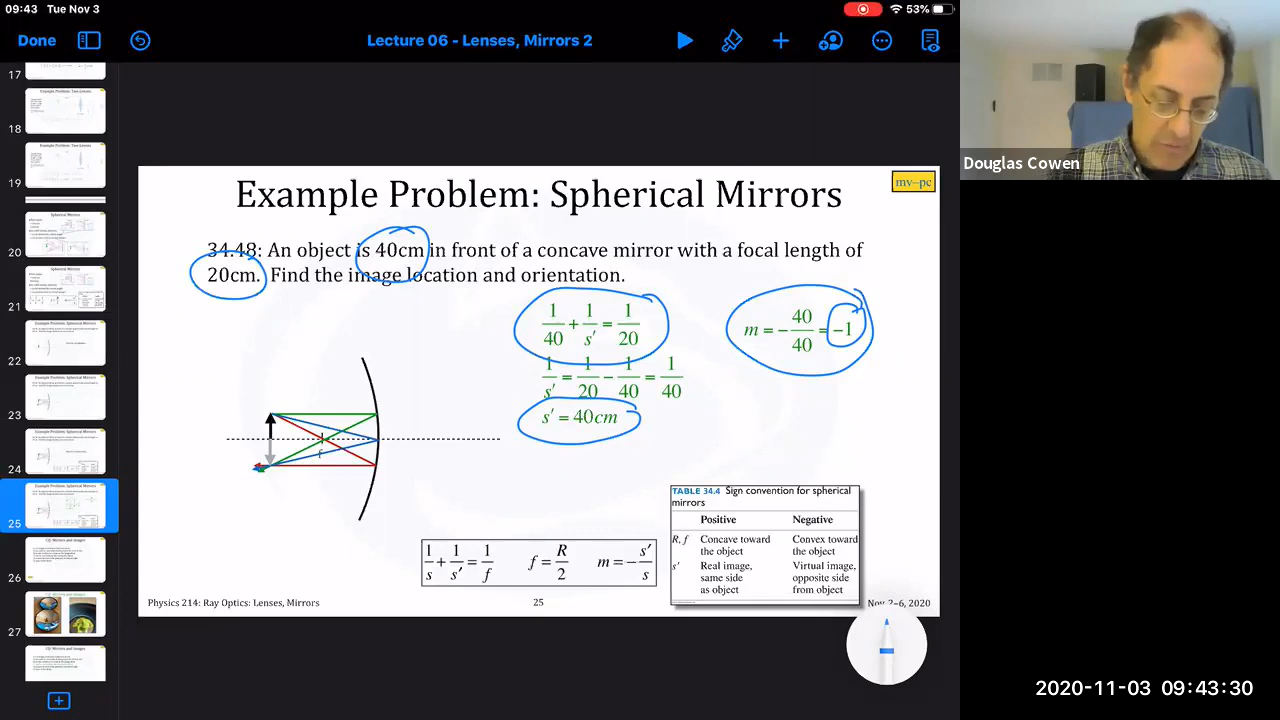 09:43 Tue Nov 3
53%
Done
Lecture 06 - Lenses, Mirrors 2
17
18
19
20
21
22
23
24
25
26
27
Douglas Cowen
mv–pc
Example Problem: Spherical Mirrors
34.48: An object is 40cm in front of a concave mirror with a focal length of
20cm. Find the image location and orientation.
1/40 + 1/s′ = 1/20
1/s′ = 1/20 − 1/40 = 1/40
s′ = 40cm
m = − 40/40 = −1
f
1/s + 1/s′ = 1/f f = R/2 m = − s′/s
TABLE 34.4 Sign convention for spherical
mirrors
Positive Negative
R, f Concave toward Convex toward
the object the object
s′ Real image, Virtual image,
same side opposite side
as object from object
Physics 214: Ray Optics: Lenses, Mirrors
25
Nov 2–6, 2020
2020-11-03 09:43:30